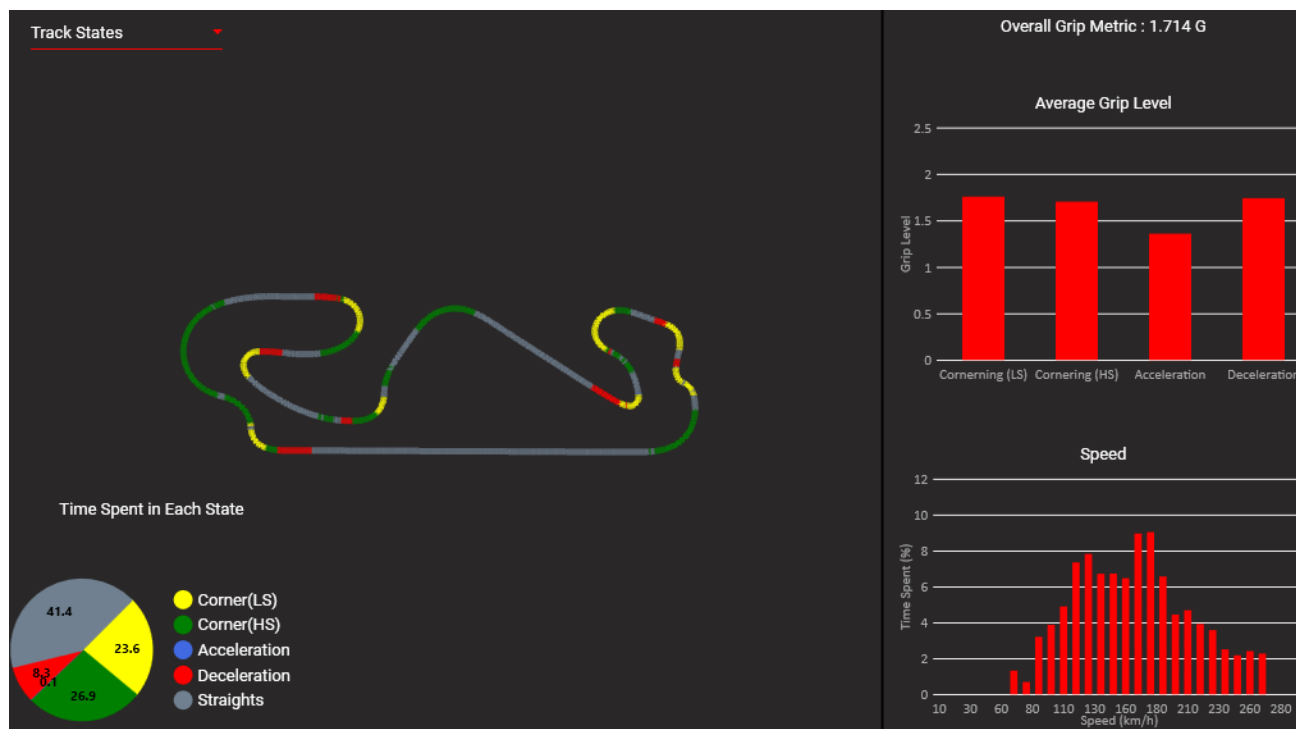 Track States
Overall Grip Metric : 1.714 G
Average Grip Level
2.5
2
1.5
1
0.5
0
Grip Level
Cornerning (LS) Cornering (HS) Acceleration Deceleration
Time Spent in Each State
41.4
23.6
8.3
0.1
26.9
Corner(LS)
Corner(HS)
Acceleration
Deceleration
Straights
Speed
12
10
8
6
4
2
0
Time Spent (%)
10 30 60 80 110 130 160 180 210 230 260 280
Speed (km/h)